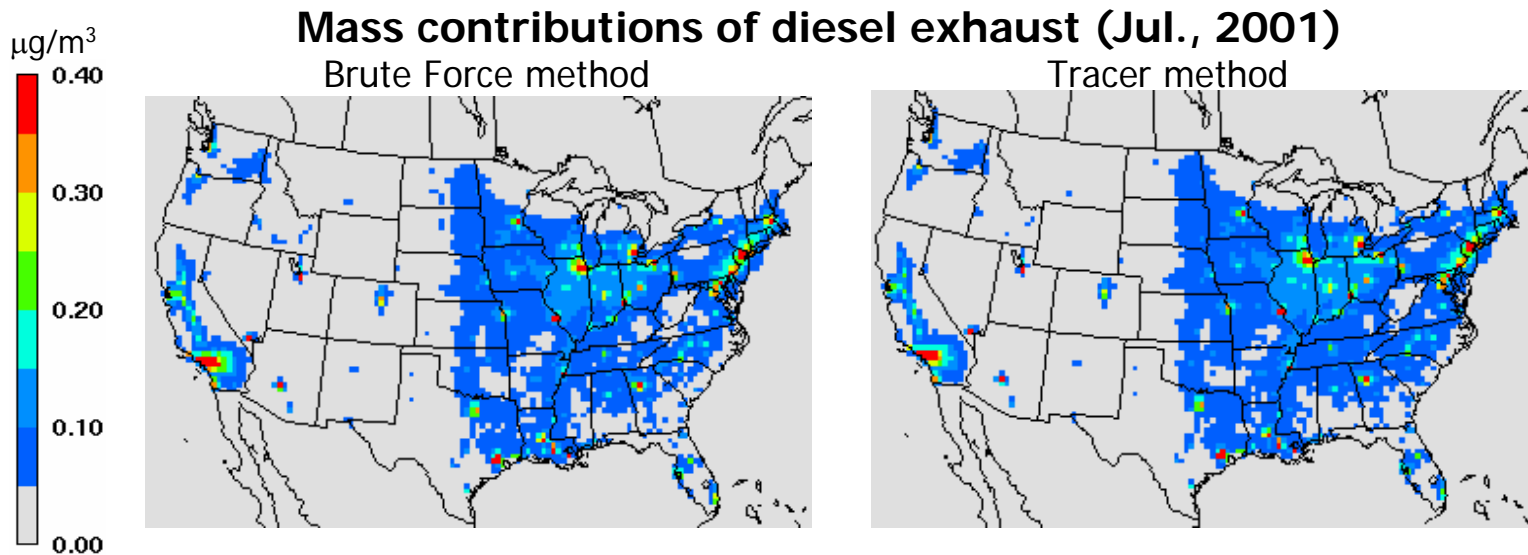 Mass contributions of diesel exhaust (Jul., 2001)
μg/m³
Brute Force method
Tracer method
0.40
0.30
0.20
0.10
0.00